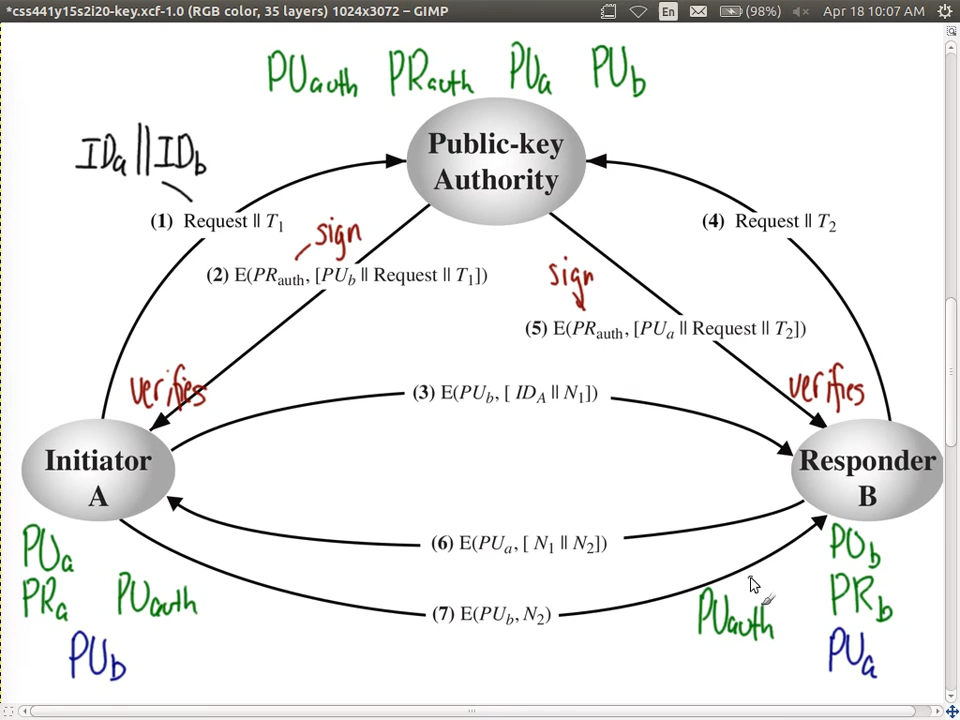 *css441y15s2i20-key.xcf-1.0 (RGB color, 35 layers) 1024x3072 – GIMP
En (98%) Apr 18 10:07 AM
PUauth PRauth PUa PUb
Public-key
Authority
IDa||IDb
(1) Request || T1
(4) Request || T2
sign
(2) E(PRauth, [PUb || Request || T1])
sign
(5) E(PRauth, [PUa || Request || T2])
verifies
verifies
(3) E(PUb, [ IDA || N1])
Initiator
A
Responder
B
(6) E(PUa, [ N1 || N2])
(7) E(PUb, N2)
PUa
PRa PUauth
PUb
PUauth
PUb
PRb
PUa